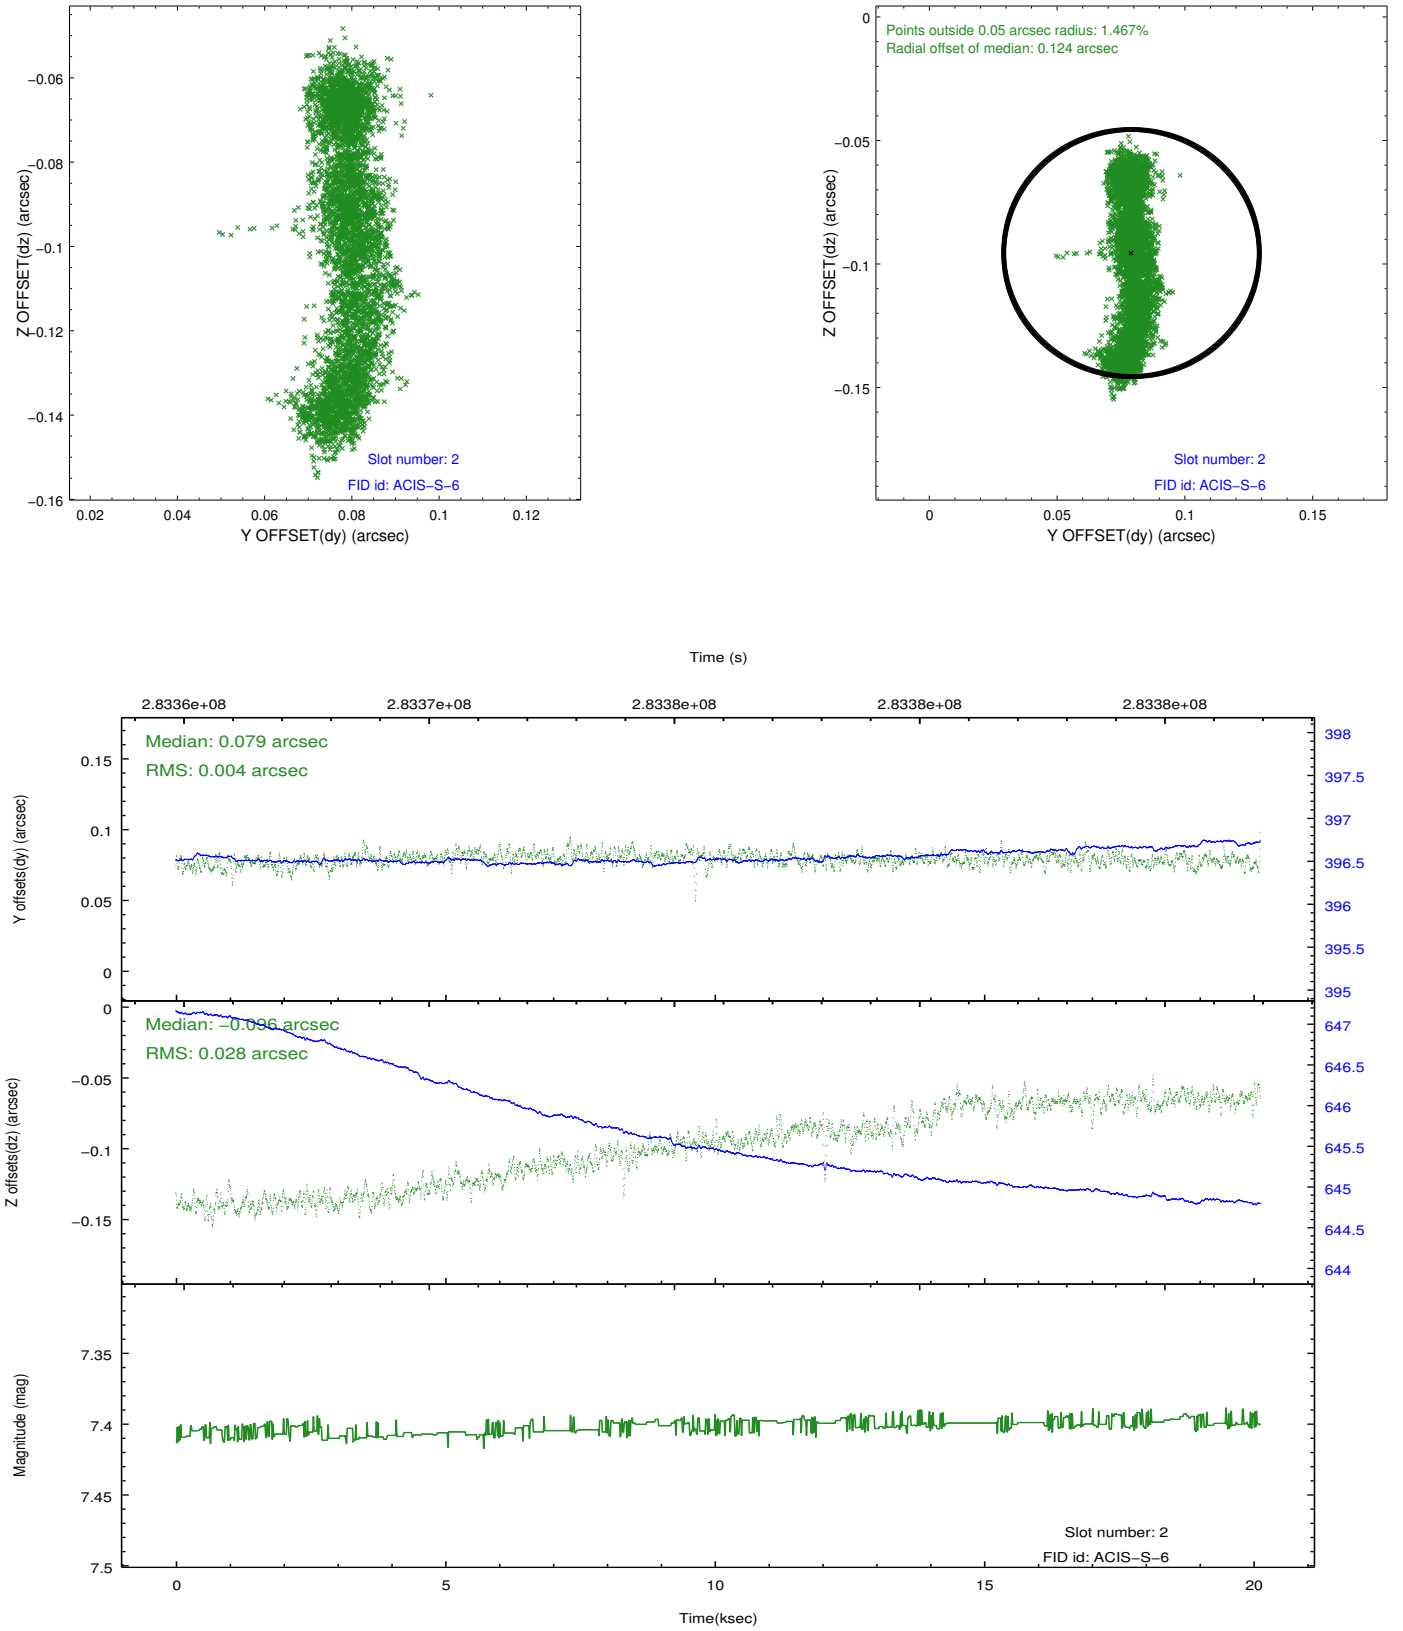 −0.06
−0.08
−0.1
−0.12
−0.14
−0.16
Z OFFSET(dz) (arcsec)
Slot number: 2
FID id: ACIS−S−6
0.02 0.04 0.06 0.08 0.1 0.12
Y OFFSET(dy) (arcsec)
Points outside 0.05 arcsec radius: 1.467%
Radial offset of median: 0.124 arcsec
0
−0.05
−0.1
−0.15
Z OFFSET(dz) (arcsec)
Slot number: 2
FID id: ACIS−S−6
0 0.05 0.1 0.15
Y OFFSET(dy) (arcsec)
Time (s)
2.8336e+08 2.8337e+08 2.8338e+08 2.8338e+08 2.8338e+08
Median: 0.079 arcsec
RMS: 0.004 arcsec
0.15
0.1
0.05
0
Y offsets(dy) (arcsec)
398
397.5
397
396.5
396
395.5
395
Median: −0.096 arcsec
RMS: 0.028 arcsec
0
−0.05
−0.1
−0.15
Z offsets(dz) (arcsec)
647
646.5
646
645.5
645
644.5
644
7.35
7.4
7.45
7.5
Magnitude (mag)
Slot number: 2
FID id: ACIS−S−6
0 5 10 15 20
Time(ksec)